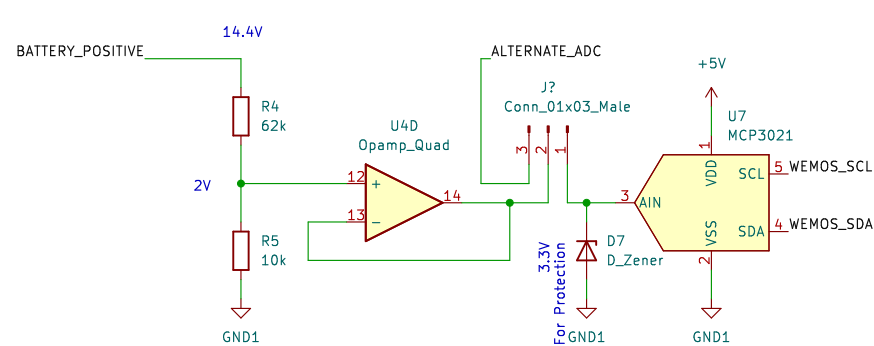 14.4V
BATTERY_POSITIVE
ALTERNATE_ADC
+5V
J?
Conn_01x03_Male
R4
62k
U4D
Opamp_Quad
U7
MCP3021
3
2
1
1
VDD
SCL
5
WEMOS_SCL
2V
12
+
14
13
-
3
AIN
VSS
SDA
4
WEMOS_SDA
2
R5
10k
D7
D_Zener
3.3V
For Protection
GND1
GND1
GND1